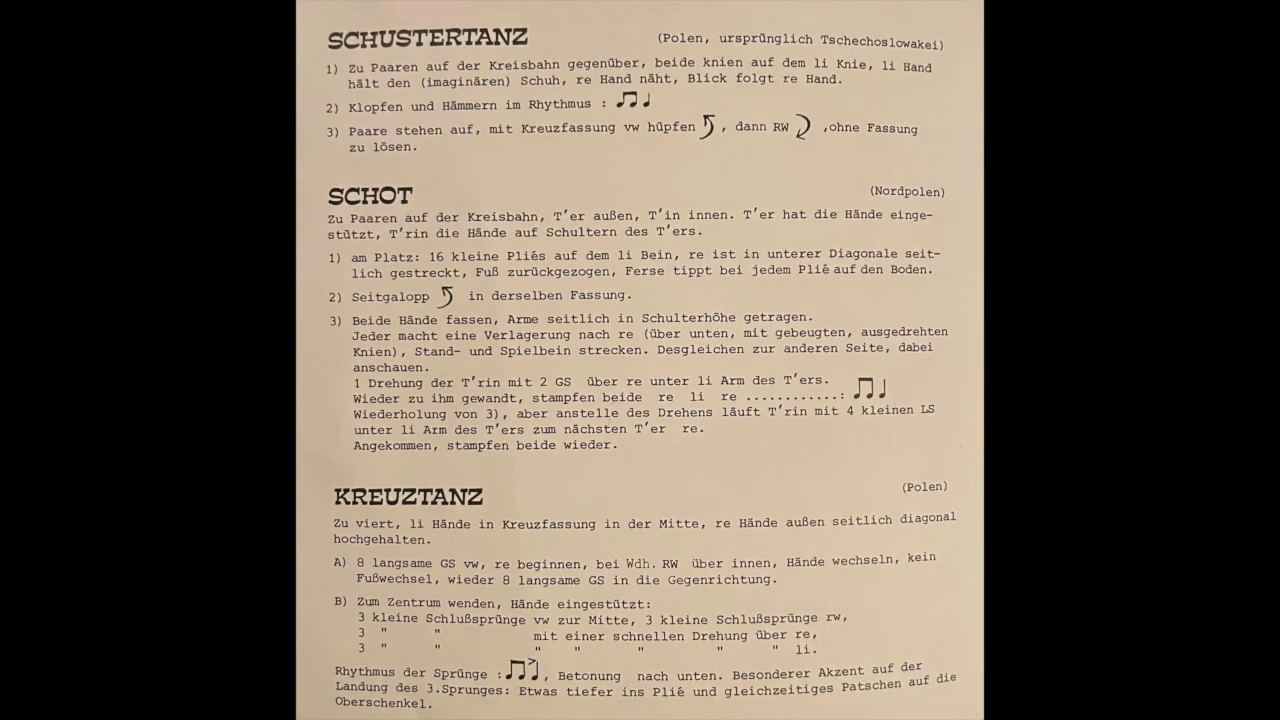 SCHUSTERTANZ (Polen, ursprünglich Tschechoslowakei)
1) Zu Paaren auf der Kreisbahn gegenüber, beide knien auf dem li Knie, li Hand
hält den (imaginären) Schuh, re Hand näht, Blick folgt re Hand.
2) Klopfen und Hämmern im Rhythmus :
3) Paare stehen auf, mit Kreuzfassung vw hüpfen , dann RW ,ohne Fassung
zu lösen.
SCHOT (Nordpolen)
Zu Paaren auf der Kreisbahn, T'er außen, T'in innen. T'er hat die Hände einge-
stützt, T'rin die Hände auf Schultern des T'ers.
1) am Platz: 16 kleine Pliés auf dem li Bein, re ist in unterer Diagonale seit-
lich gestreckt, Fuß zurückgezogen, Ferse tippt bei jedem Plié auf den Boden.
2) Seitgalopp in derselben Fassung.
3) Beide Hände fassen, Arme seitlich in Schulterhöhe getragen.
Jeder macht eine Verlagerung nach re (über unten, mit gebeugten, ausgedrehten
Knien), Stand- und Spielbein strecken. Desgleichen zur anderen Seite, dabei
anschauen.
1 Drehung der T'rin mit 2 GS über re unter li Arm des T'ers.
Wieder zu ihm gewandt, stampfen beide re li re ............:
Wiederholung von 3), aber anstelle des Drehens läuft T'rin mit 4 kleinen LS
unter li Arm des T'ers zum nächsten T'er re.
Angekommen, stampfen beide wieder.
KREUZTANZ (Polen)
Zu viert, li Hände in Kreuzfassung in der Mitte, re Hände außen seitlich diagonal
hochgehalten.
A) 8 langsame GS vw, re beginnen, bei Wdh. RW über innen, Hände wechseln, kein
Fußwechsel, wieder 8 langsame GS in die Gegenrichtung.
B) Zum Zentrum wenden, Hände eingestützt:
3 kleine Schlußsprünge vw zur Mitte, 3 kleine Schlußsprünge rw,
3 " " mit einer schnellen Drehung über re,
3 " " " " " " " li.
Rhythmus der Sprünge : , Betonung nach unten. Besonderer Akzent auf der
Landung des 3.Sprunges: Etwas tiefer ins Plié und gleichzeitiges Patschen auf die
Oberschenkel.